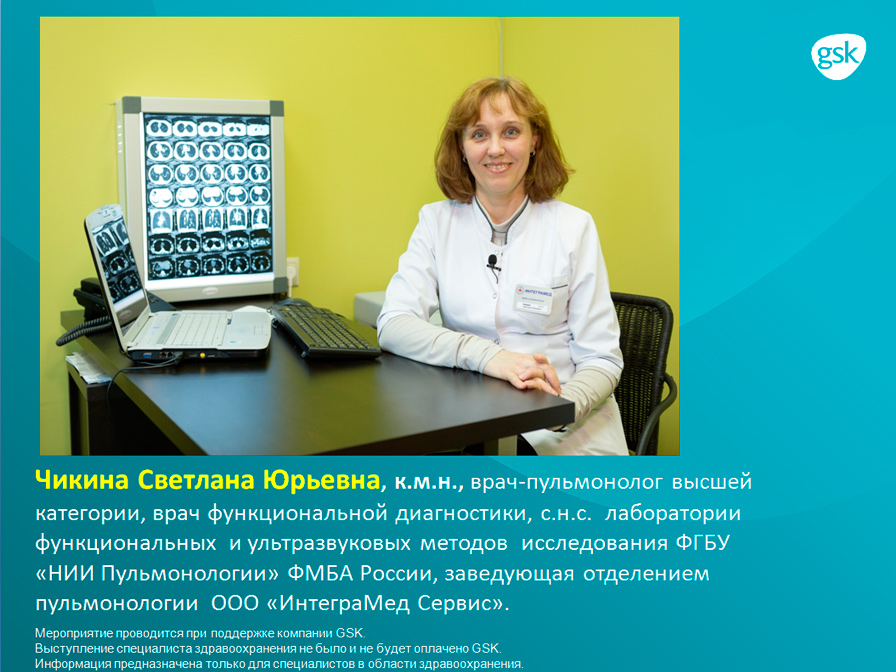 gsk
ИНТЕГРАМЕД
Чикина Светлана Юрьевна, к.м.н., врач-пульмонолог высшей
категории, врач функциональной диагностики, с.н.с. лаборатории
функциональных и ультразвуковых методов исследования ФГБУ
«НИИ Пульмонологии» ФМБА России, заведующая отделением
пульмонологии ООО «ИнтеграМед Сервис».
Мероприятие проводится при поддержке компании GSK.
Выступление специалиста здравоохранения не было и не будет оплачено GSK.
Информация предназначена только для специалистов в области здравоохранения.